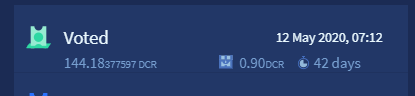 Voted 12 May 2020, 07:12
144.18377597 DCR 0.90DCR 42 days